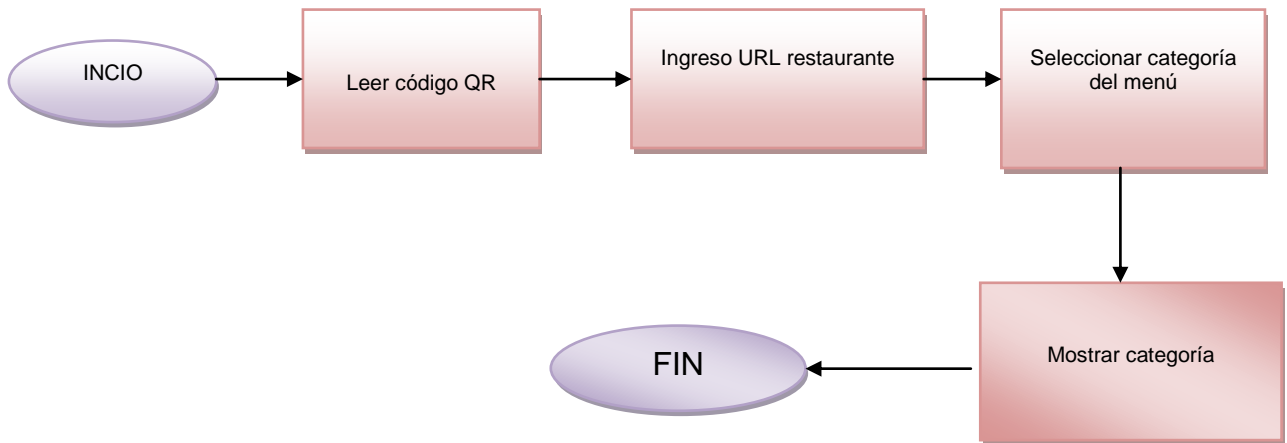 INCIO
Leer código QR
Ingreso URL restaurante
Seleccionar categoría
del menú
Mostrar categoría
FIN